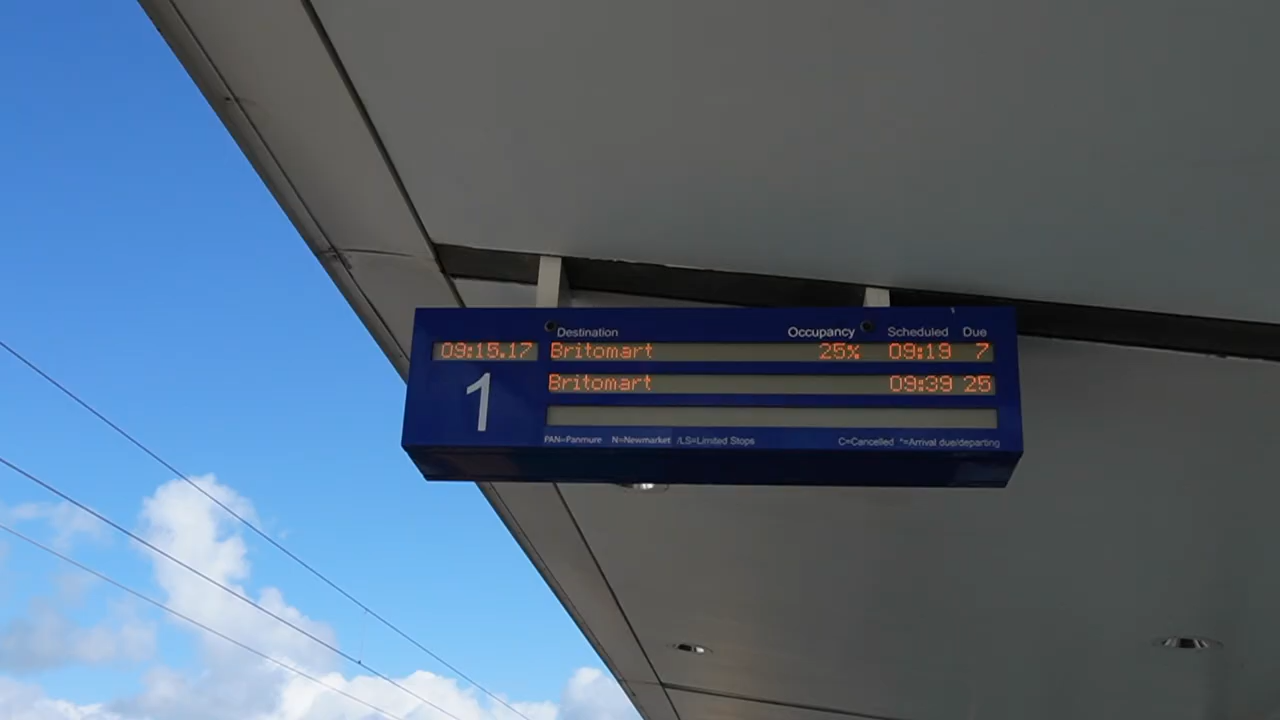 Destination Occupancy Scheduled Due
09:15.17 Britomart 25% 09:19 7
1 Britomart 09:39 25
PAN=Panmure N=Newmarket /LS=Limited Stops C=Cancelled *=Arrival due/departing